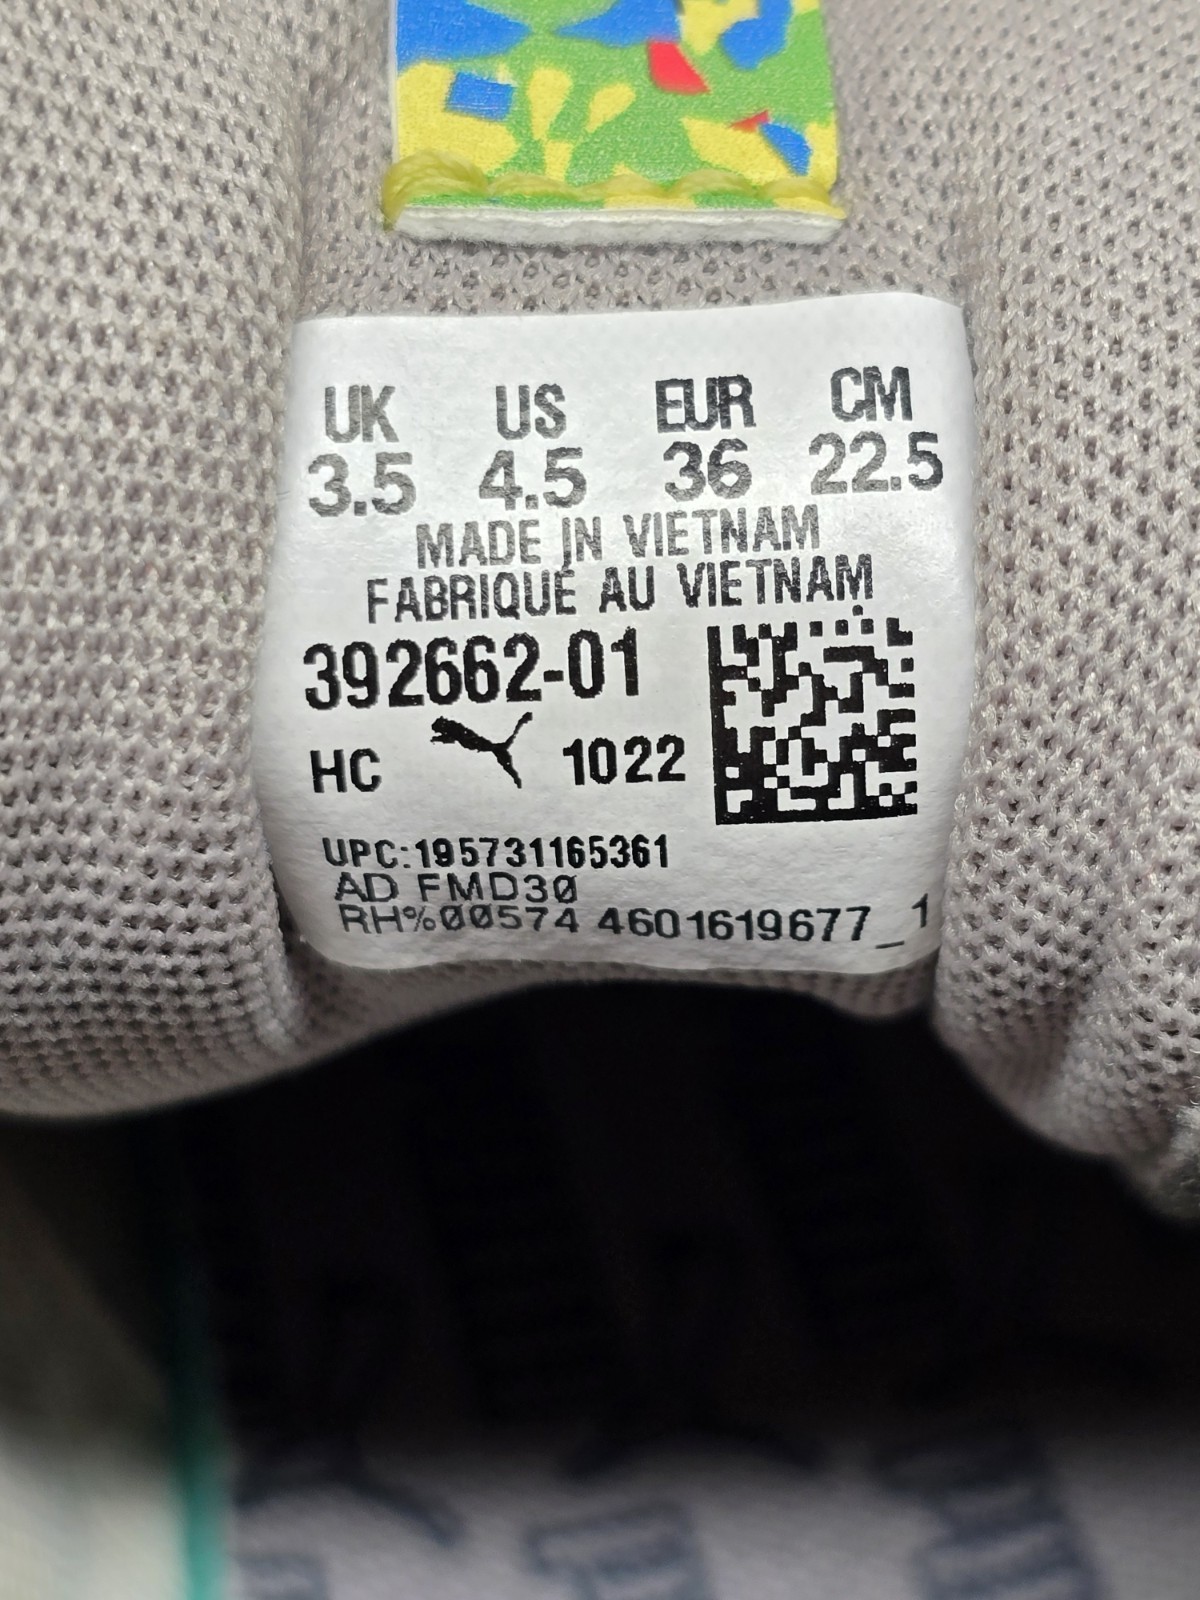 UK US EUR CM
3.5 4.5 36 22.5
MADE IN VIETNAM
FABRIQUÉ AU VIETNAM
392662-01
HC 1022
UPC:195731165361
AD FMD30
RH%00574 4601619677_1